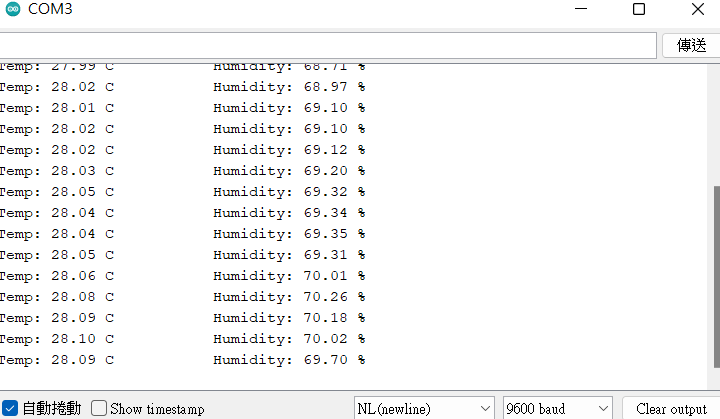 COM3
傳送
Temp: 27.99 C Humidity: 68.71 %
Temp: 28.02 C Humidity: 68.97 %
Temp: 28.01 C Humidity: 69.10 %
Temp: 28.02 C Humidity: 69.10 %
Temp: 28.02 C Humidity: 69.12 %
Temp: 28.03 C Humidity: 69.20 %
Temp: 28.05 C Humidity: 69.32 %
Temp: 28.04 C Humidity: 69.34 %
Temp: 28.04 C Humidity: 69.35 %
Temp: 28.05 C Humidity: 69.31 %
Temp: 28.06 C Humidity: 70.01 %
Temp: 28.08 C Humidity: 70.26 %
Temp: 28.09 C Humidity: 70.18 %
Temp: 28.10 C Humidity: 70.02 %
Temp: 28.09 C Humidity: 69.70 %
自動捲動 Show timestamp NL(newline) 9600 baud Clear output